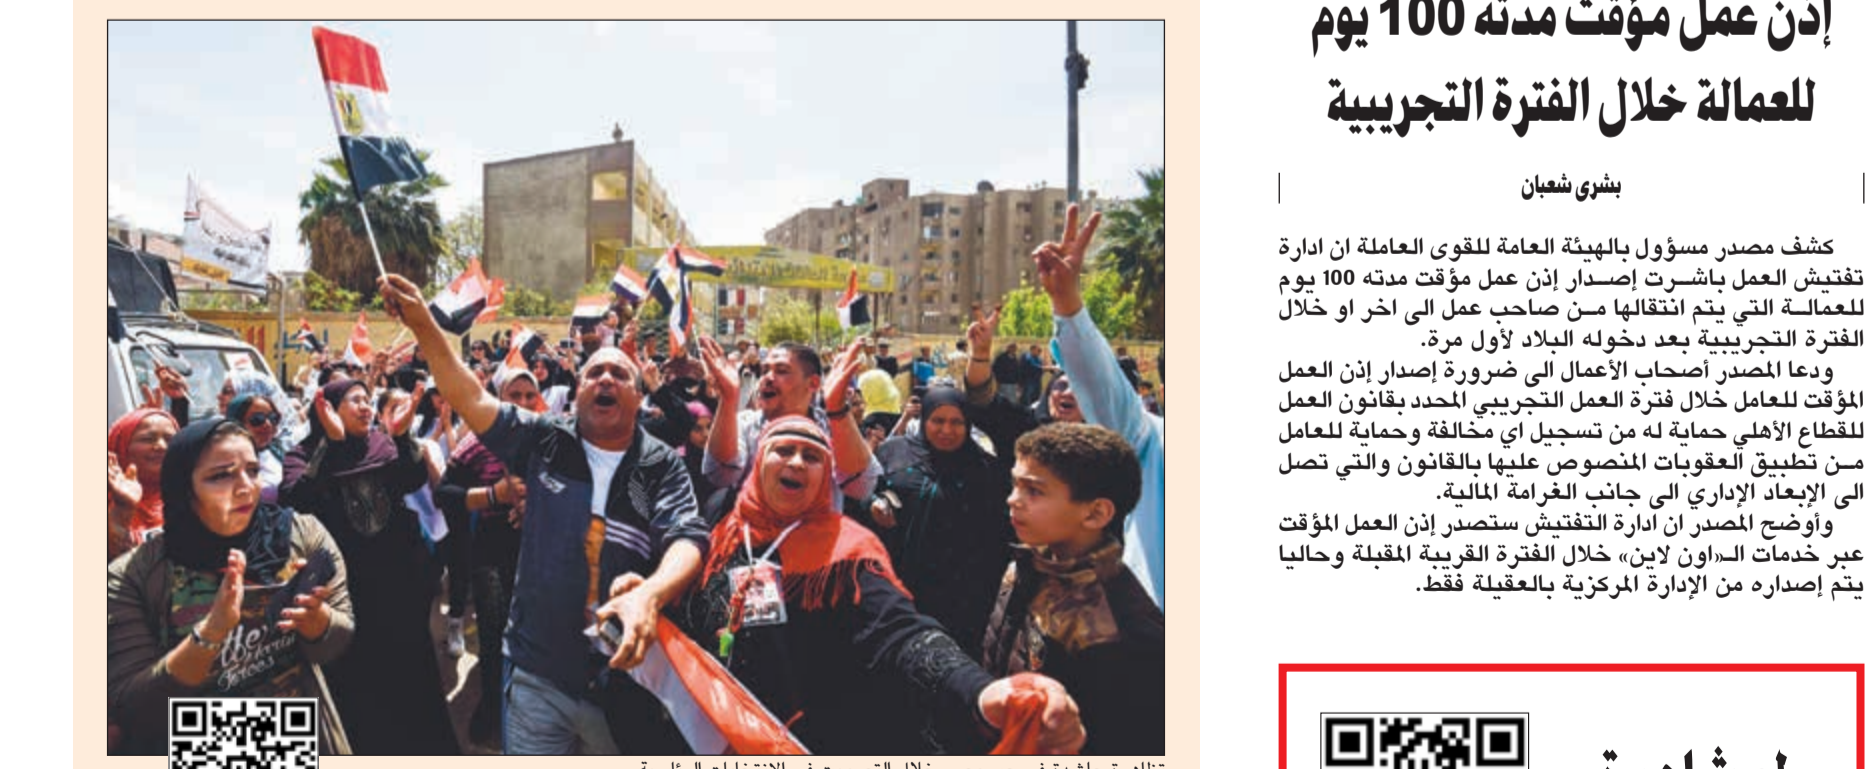 إذن عمل مؤقت مدته 100 يوم
للعمالة خلال الفترة التجريبية
بشرى شعبان
كشف مصدر مسؤول بالهيئة العامة للقوى العاملة ان ادارة
تفتيش العمل باشــرت إصــدار إذن عمل مؤقت مدته 100 يوم
للعمالــة التي يتم انتقالها مــن صاحب عمل الى اخر او خلال
الفترة التجريبية بعد دخوله البلاد لأول مرة.
ودعا المصدر أصحاب الأعمال الى ضرورة إصدار إذن العمل
المؤقت للعامل خلال فترة العمل التجريبي المحدد بقانون العمل
للقطاع الأهلي حماية له من تسجيل اي مخالفة وحماية للعامل
مــن تطبيق العقوبات المنصوص عليها بالقانون والتي تصل
الى الإبعاد الإداري الى جانب الغرامة المالية.
وأوضح المصدر ان ادارة التفتيش ستصدر إذن العمل المؤقت
عبر خدمات الـ«اون لاين» خلال الفترة القريبة المقبلة وحاليا
يتم إصداره من الإدارة المركزية بالعقيلة فقط.